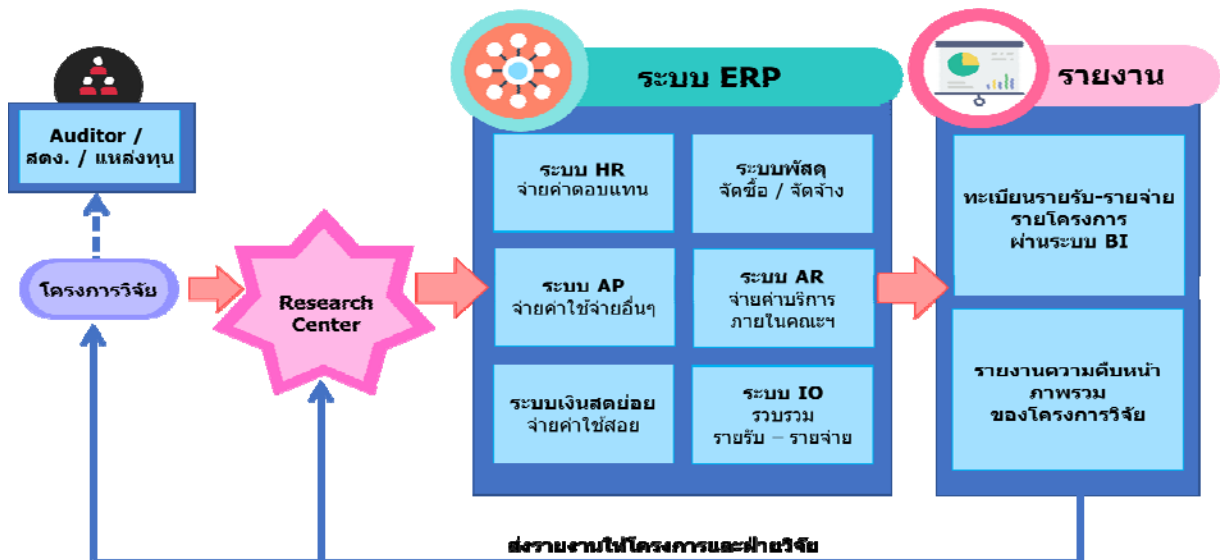 Auditor /
สตง. / แหล่งทุน
โครงการวิจัย
Research
Center
ระบบ ERP
ระบบ HR
จ่ายค่าตอบแทน
ระบบพัสดุ
จัดซื้อ / จัดจ้าง
ระบบ AP
จ่ายค่าใช้จ่ายอื่นๆ
ระบบ AR
จ่ายค่าบริการ
ภายในคณะฯ
ระบบเงินสดย่อย
จ่ายค่าใช้สอย
ระบบ IO
รวบรวม
รายรับ – รายจ่าย
รายงาน
ทะเบียนรายรับ-รายจ่าย
รายโครงการ
ผ่านระบบ BI
รายงานความคืบหน้า
ภาพรวม
ของโครงการวิจัย
ส่งรายงานให้โครงการและฝ่ายวิจัย